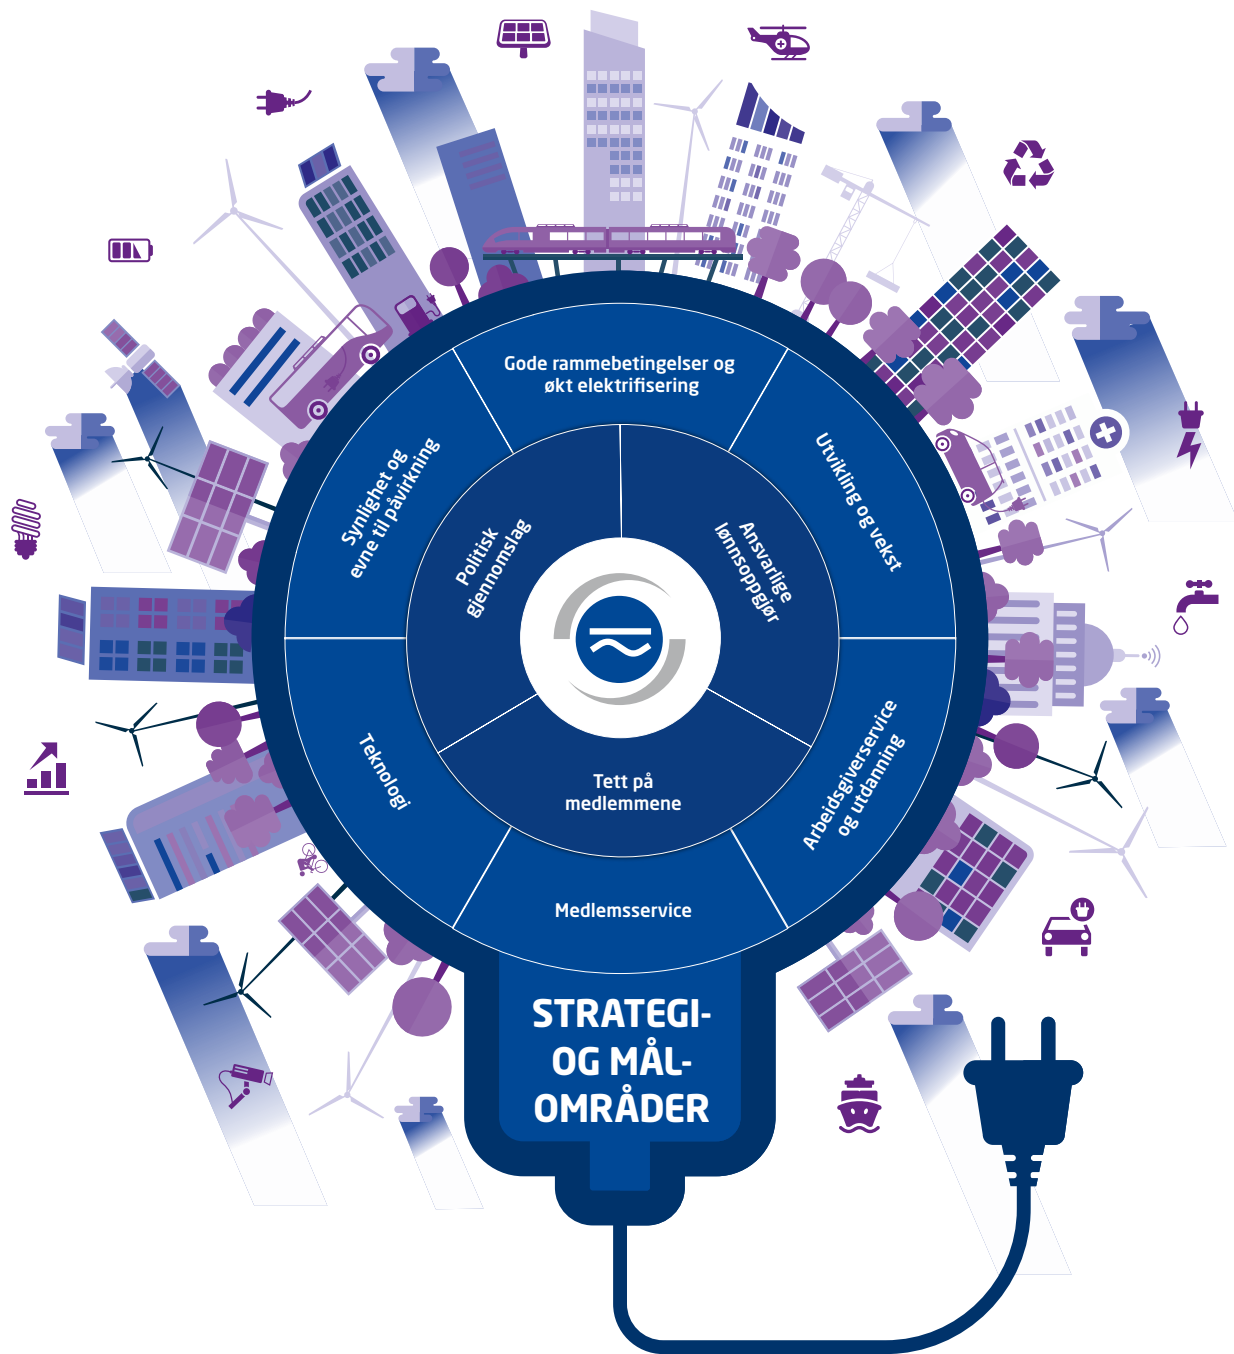 Gode rammebetingelser og
økt elektrifisering
Synlighet og
evne til påvirkning
Utvikling og vekst
Politisk
gjennomslag
Ansvarlige
lønnsoppgjør
Tett på
medlemmene
Teknologi
Arbeidsgiverservice
og utdanning
Medlemsservice
STRATEGI-
OG MÅL-
OMRÅDER